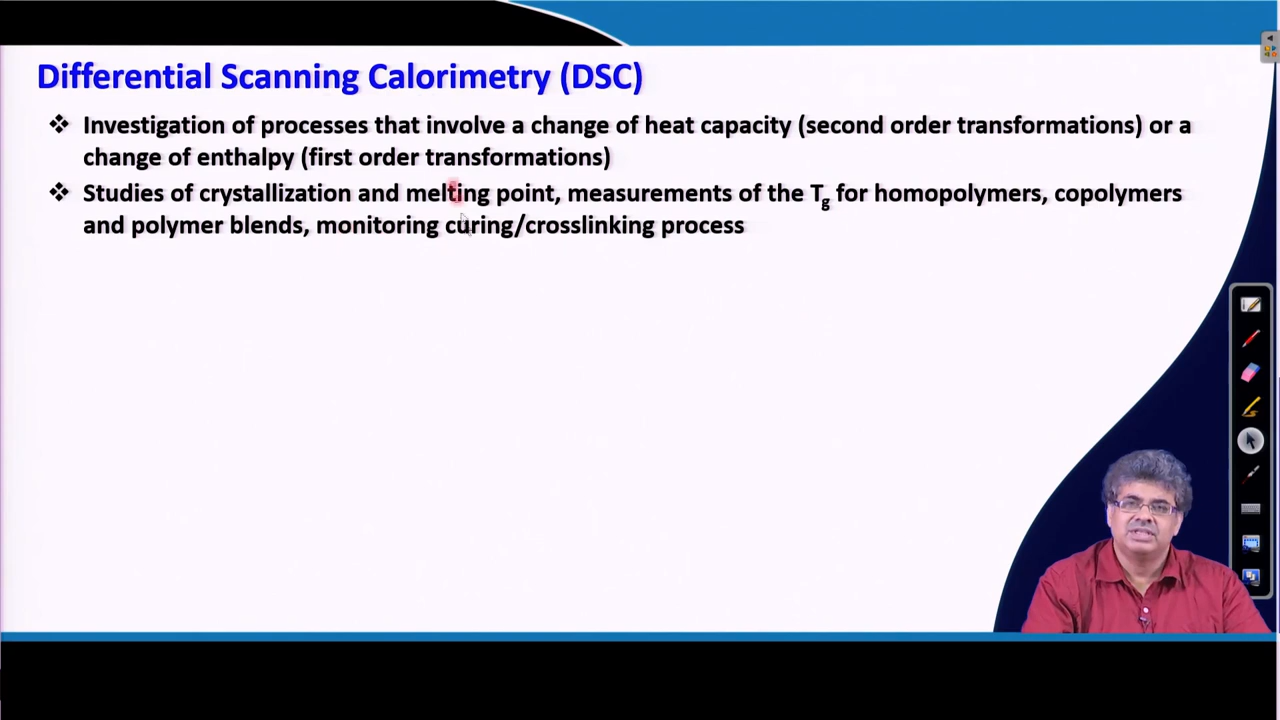 Differential Scanning Calorimetry (DSC)
❖ Investigation of processes that involve a change of heat capacity (second order transformations) or a
change of enthalpy (first order transformations)
❖ Studies of crystallization and melting point, measurements of the Tg for homopolymers, copolymers
and polymer blends, monitoring curing/crosslinking process